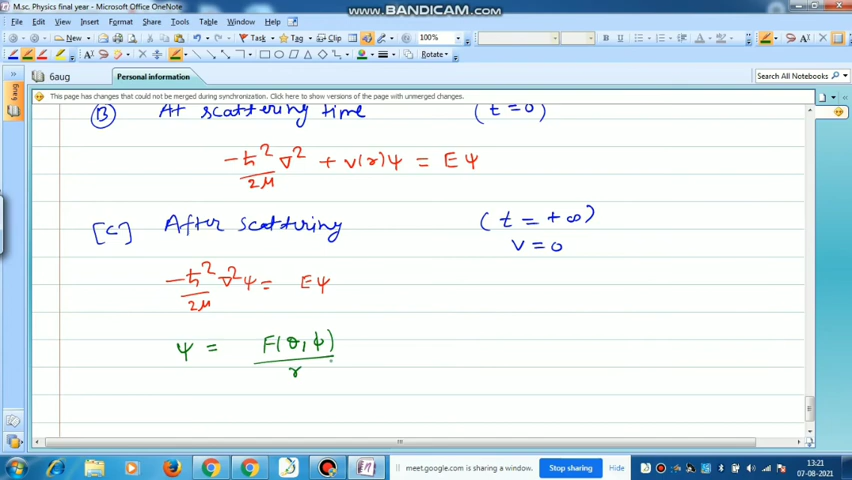 M.sc. Physics final year - Microsoft Office OneNote
www.BANDICAM.com
File Edit View Insert Format Share Tools Table Window Help
New Task Tag Clip 100%
Rotate
6aug Personal information Search All Notebooks
This page has changes that could not be merged during synchronization. Click here to show versions of the page with unmerged changes.
6aug
(B) At scattering time (t=0)
-ħ²/2μ ∇² + v(r)ψ = Eψ
[C] After scattering (t = +∞)
v = 0
-ħ²/2μ ∇²ψ = Eψ
ψ = F(θ,ψ)/r
meet.google.com is sharing a window. Stop sharing Hide
13:21
07-08-2021